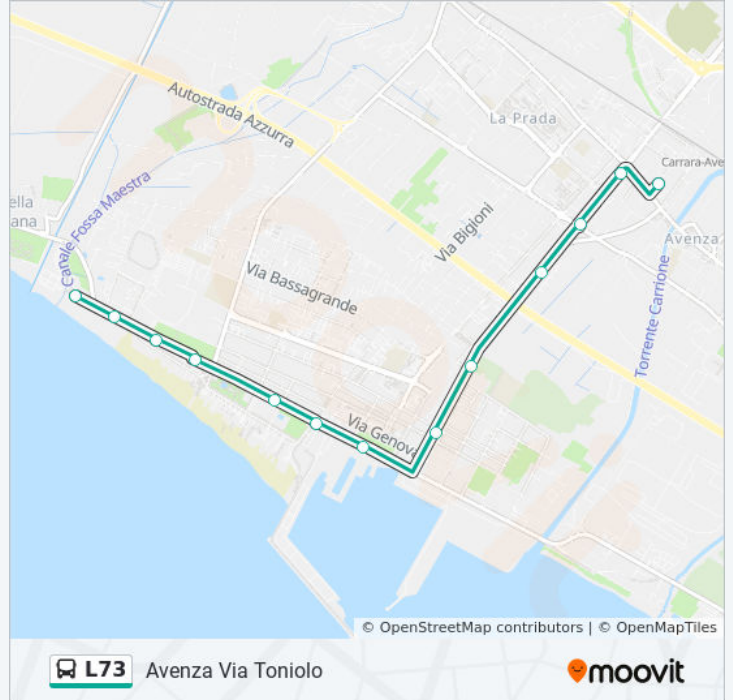 Autostrada Azzurra
La Prada
Carrara-Ave
ella
ana
Canale Fossa Maestra
Via Bigioni
Avenza
Via Bassagrande
Torrente Carrione
Via Genova
© OpenStreetMap contributors | © OpenMapTiles
L73 Avenza Via Toniolo
moovit